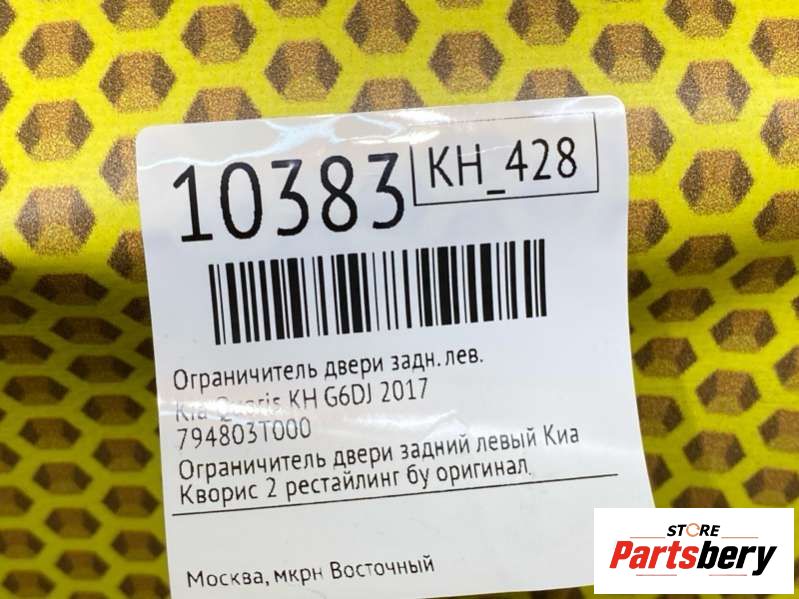 10383
KH_428
Ограничитель двери задн.лев.
Kia Quoris KH G6DJ 2017
794803T000
Ограничитель двери задний левый Киа
Кворис 2 рестайлинг бу оригинал.
Москва, мкрн Восточный
STORE
Partsbery